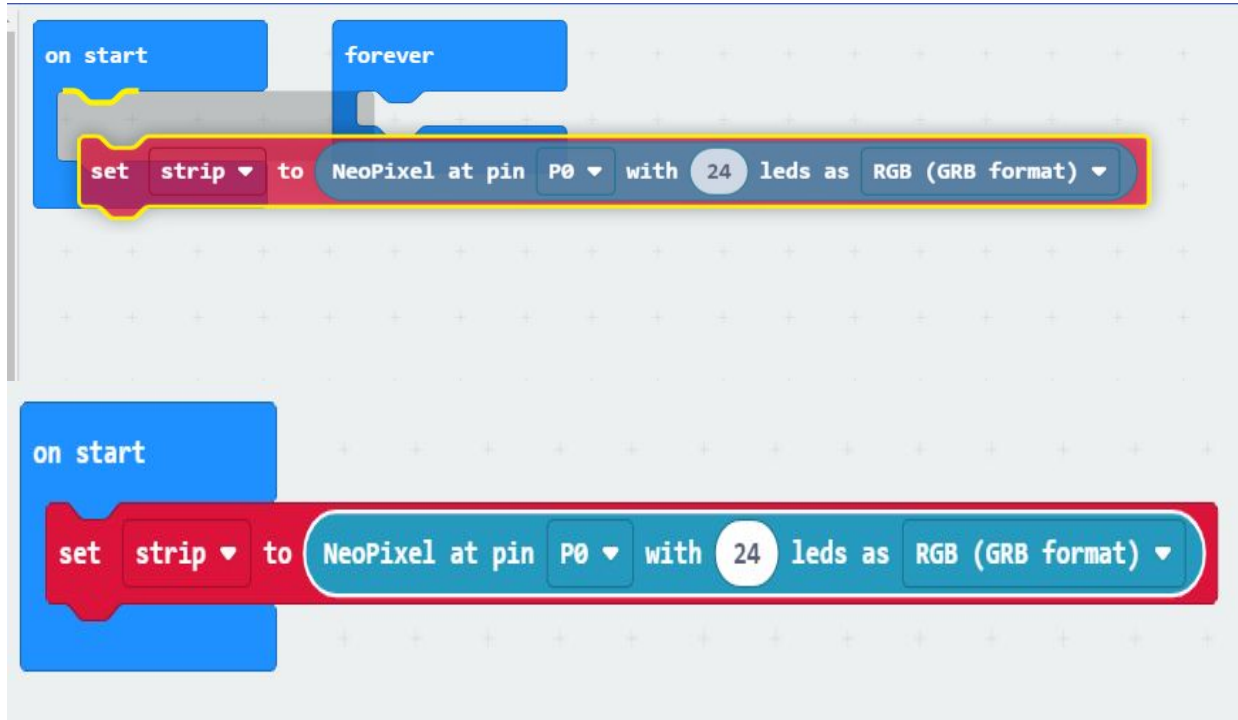 on start
forever
set strip to NeoPixel at pin P0 with 24 leds as RGB (GRB format)
on start
set strip to NeoPixel at pin P0 with 24 leds as RGB (GRB format)